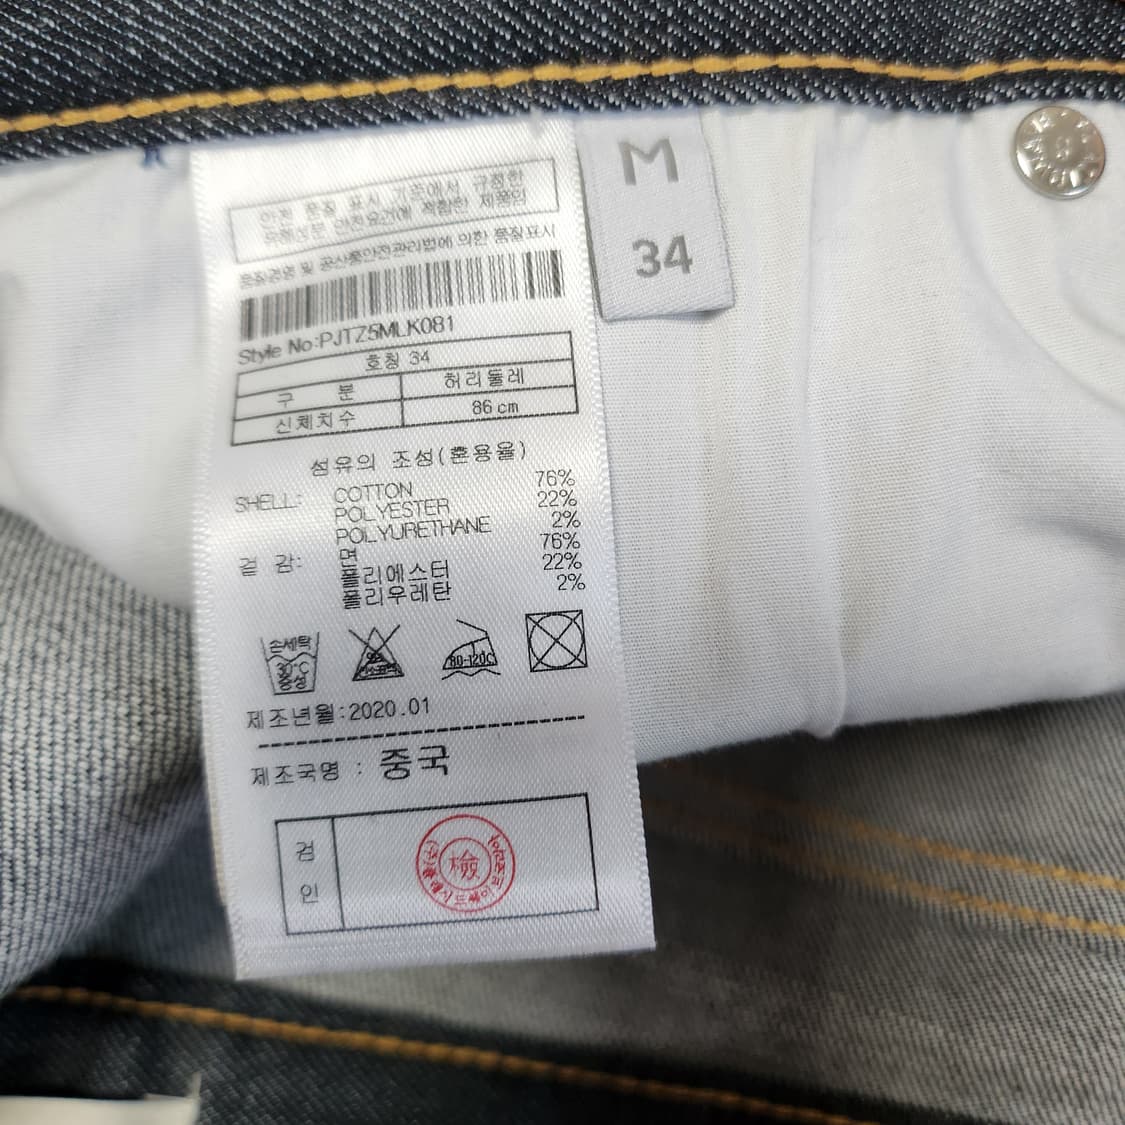 안전 품질 표시 기준에서 규정한
유해성분 안전요건에 적합한 제품임
품질경영 및 공산품안전관리법에 의한 품질표시
Style No:PJTZ5MLK081
호칭 34
구 분 허리둘레
신체치수 86 cm
섬유의 조성(혼용율)
SHELL: COTTON 76%
POLYESTER 22%
POLYURETHANE 2%
겉 감: 면 76%
폴리에스터 22%
폴리우레탄 2%
손세탁
30°C
중성
80-120C
제조년월:2020.01
제조국명 : 중국
검
인
檢
M
34